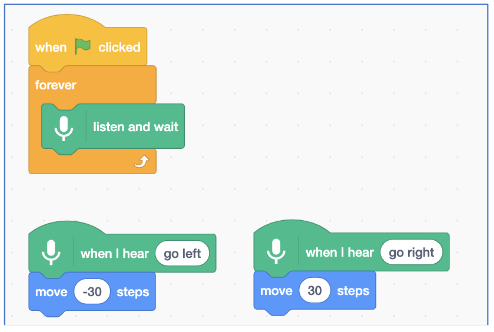 when clicked
forever
listen and wait
when I hear go left
move -30 steps
when I hear go right
move 30 steps